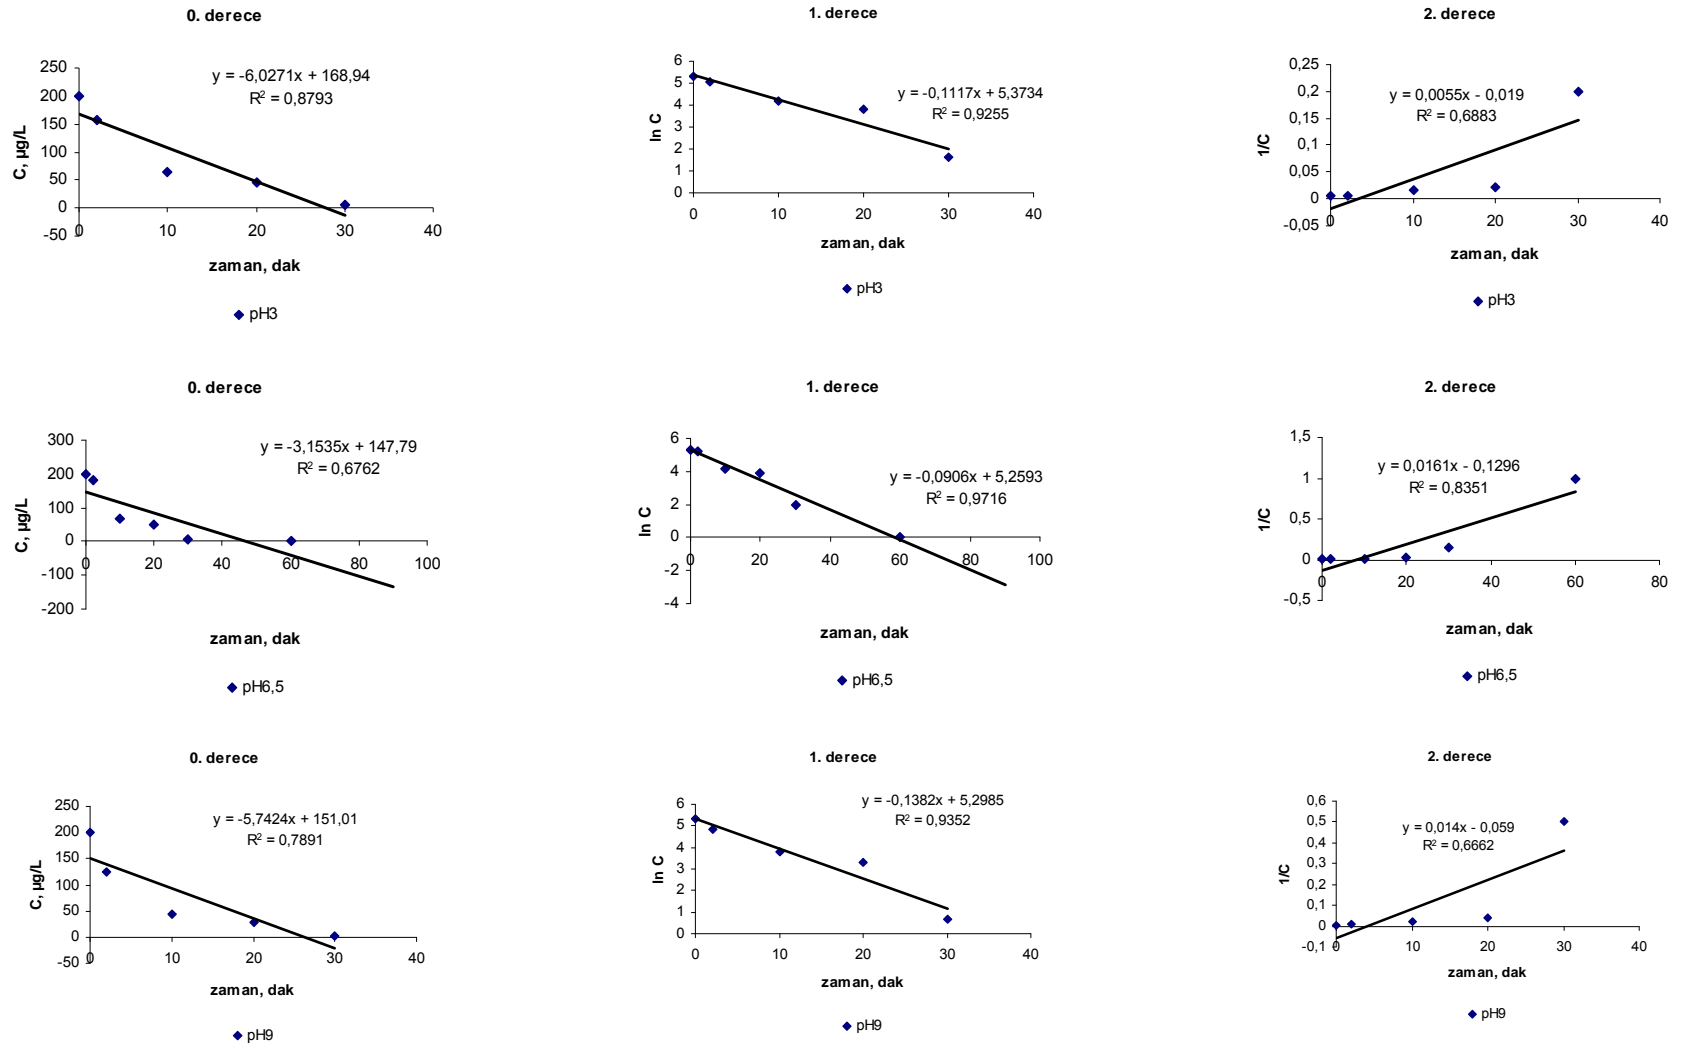 0. derece
y = -6,0271x + 168,94
R² = 0,8793
250
200
150
100
50
0
-50
0
10
20
30
40
C, µg/L
zaman, dak
pH3
1. derece
y = -0,1117x + 5,3734
R² = 0,9255
6
5
4
3
2
1
0
0
10
20
30
40
ln C
zaman, dak
pH3
2. derece
y = 0,0055x - 0,019
R² = 0,6883
0,25
0,2
0,15
0,1
0,05
0
-0,05
0
10
20
30
40
1/C
zaman, dak
pH3
0. derece
y = -3,1535x + 147,79
R² = 0,6762
300
200
100
0
-100
-200
0
20
40
60
80
100
C, µg/L
zaman, dak
pH6,5
1. derece
y = -0,0906x + 5,2593
R² = 0,9716
6
4
2
0
-2
-4
0
20
40
60
80
100
ln C
zaman, dak
pH6,5
2. derece
y = 0,0161x - 0,1296
R² = 0,8351
1,5
1
0,5
0
-0,5
0
20
40
60
80
1/C
zaman, dak
pH6,5
0. derece
y = -5,7424x + 151,01
R² = 0,7891
250
200
150
100
50
0
-50
0
10
20
30
40
C, µg/L
zaman, dak
pH9
1. derece
y = -0,1382x + 5,2985
R² = 0,9352
6
5
4
3
2
1
0
0
10
20
30
40
ln C
zaman, dak
pH9
2. derece
y = 0,014x - 0,059
R² = 0,6662
0,6
0,5
0,4
0,3
0,2
0,1
0
-0,1
0
10
20
30
40
1/C
zaman, dak
pH9